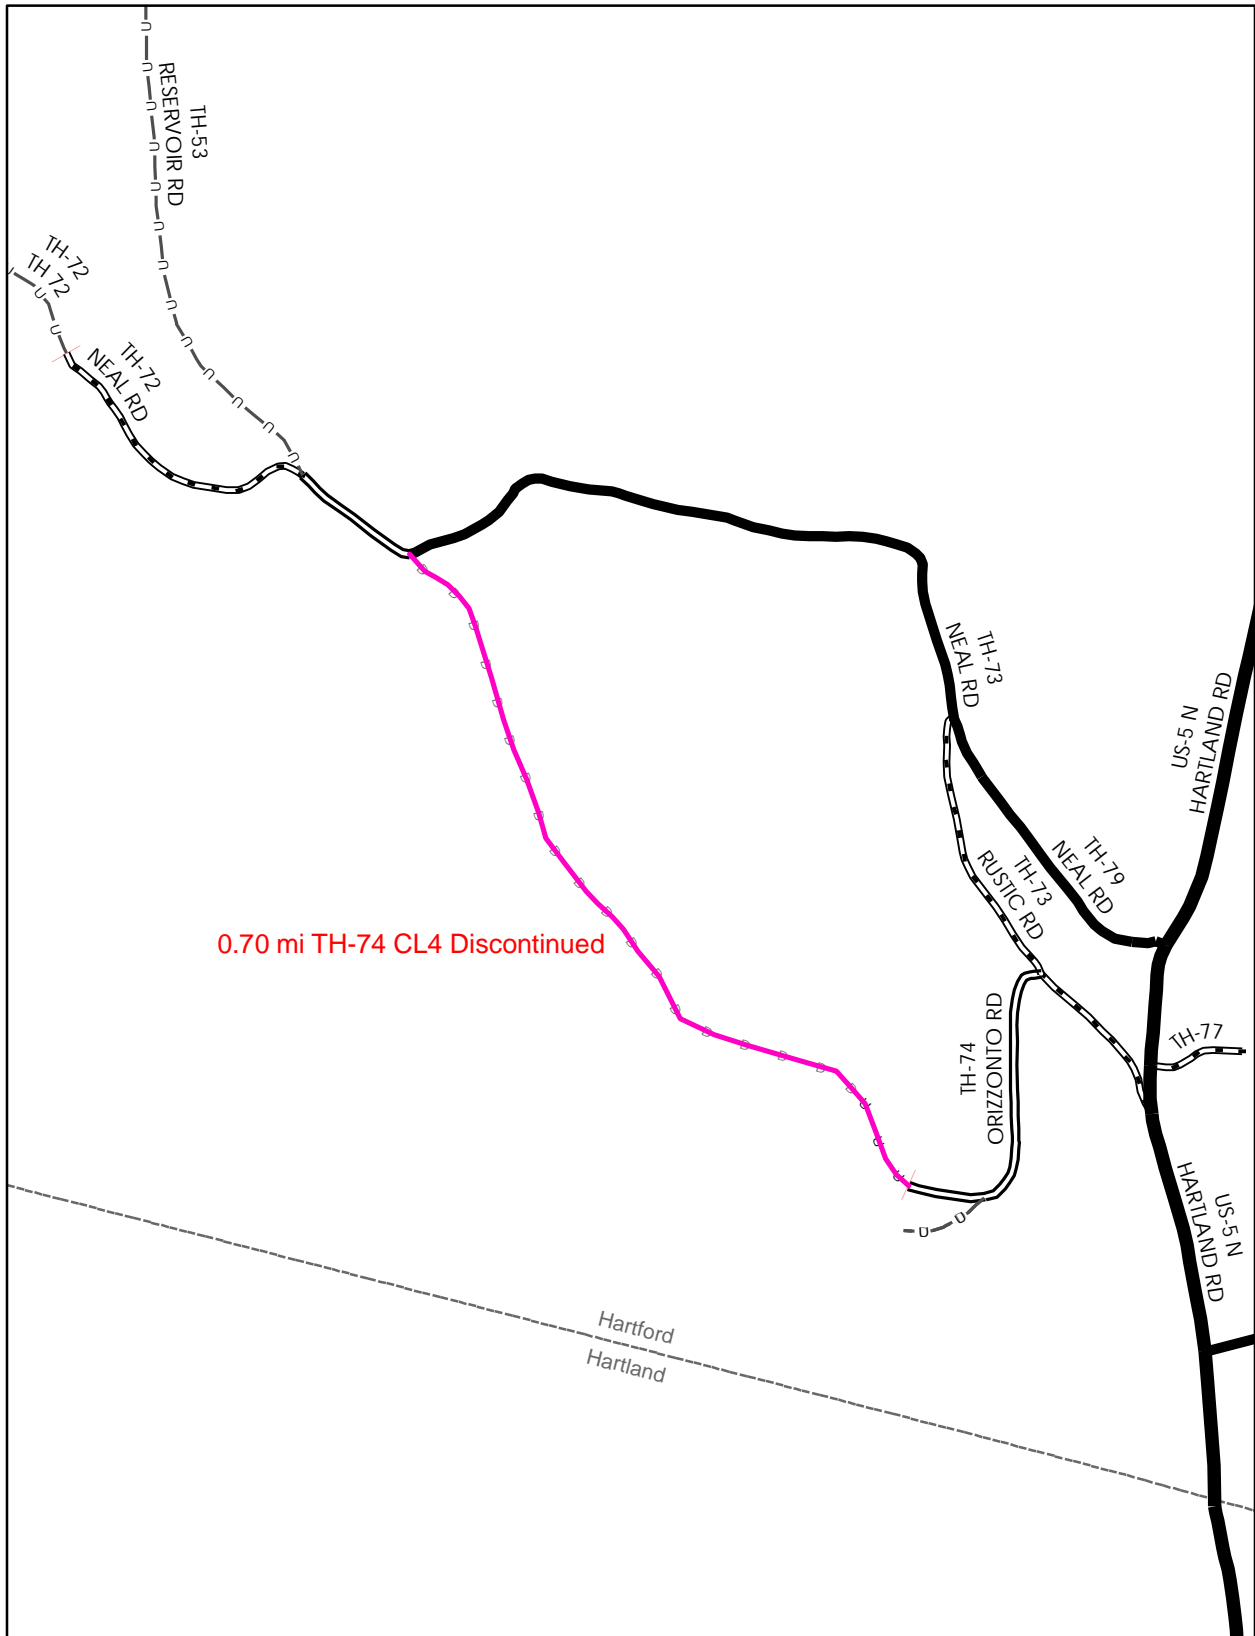 TH-53
RESERVOIR RD
TH-72
TH 72
TH-72
NEAL RD
TH-73
NEAL RD
US-5 N
HARTLAND RD
TH-79
NEAL RD
TH-73
RUSTIC RD
0.70 mi TH-74 CL4 Discontinued
TH-74
ORIZZONTO RD
TH-77
US-5 N
HARTLAND RD
Hartford
Hartland